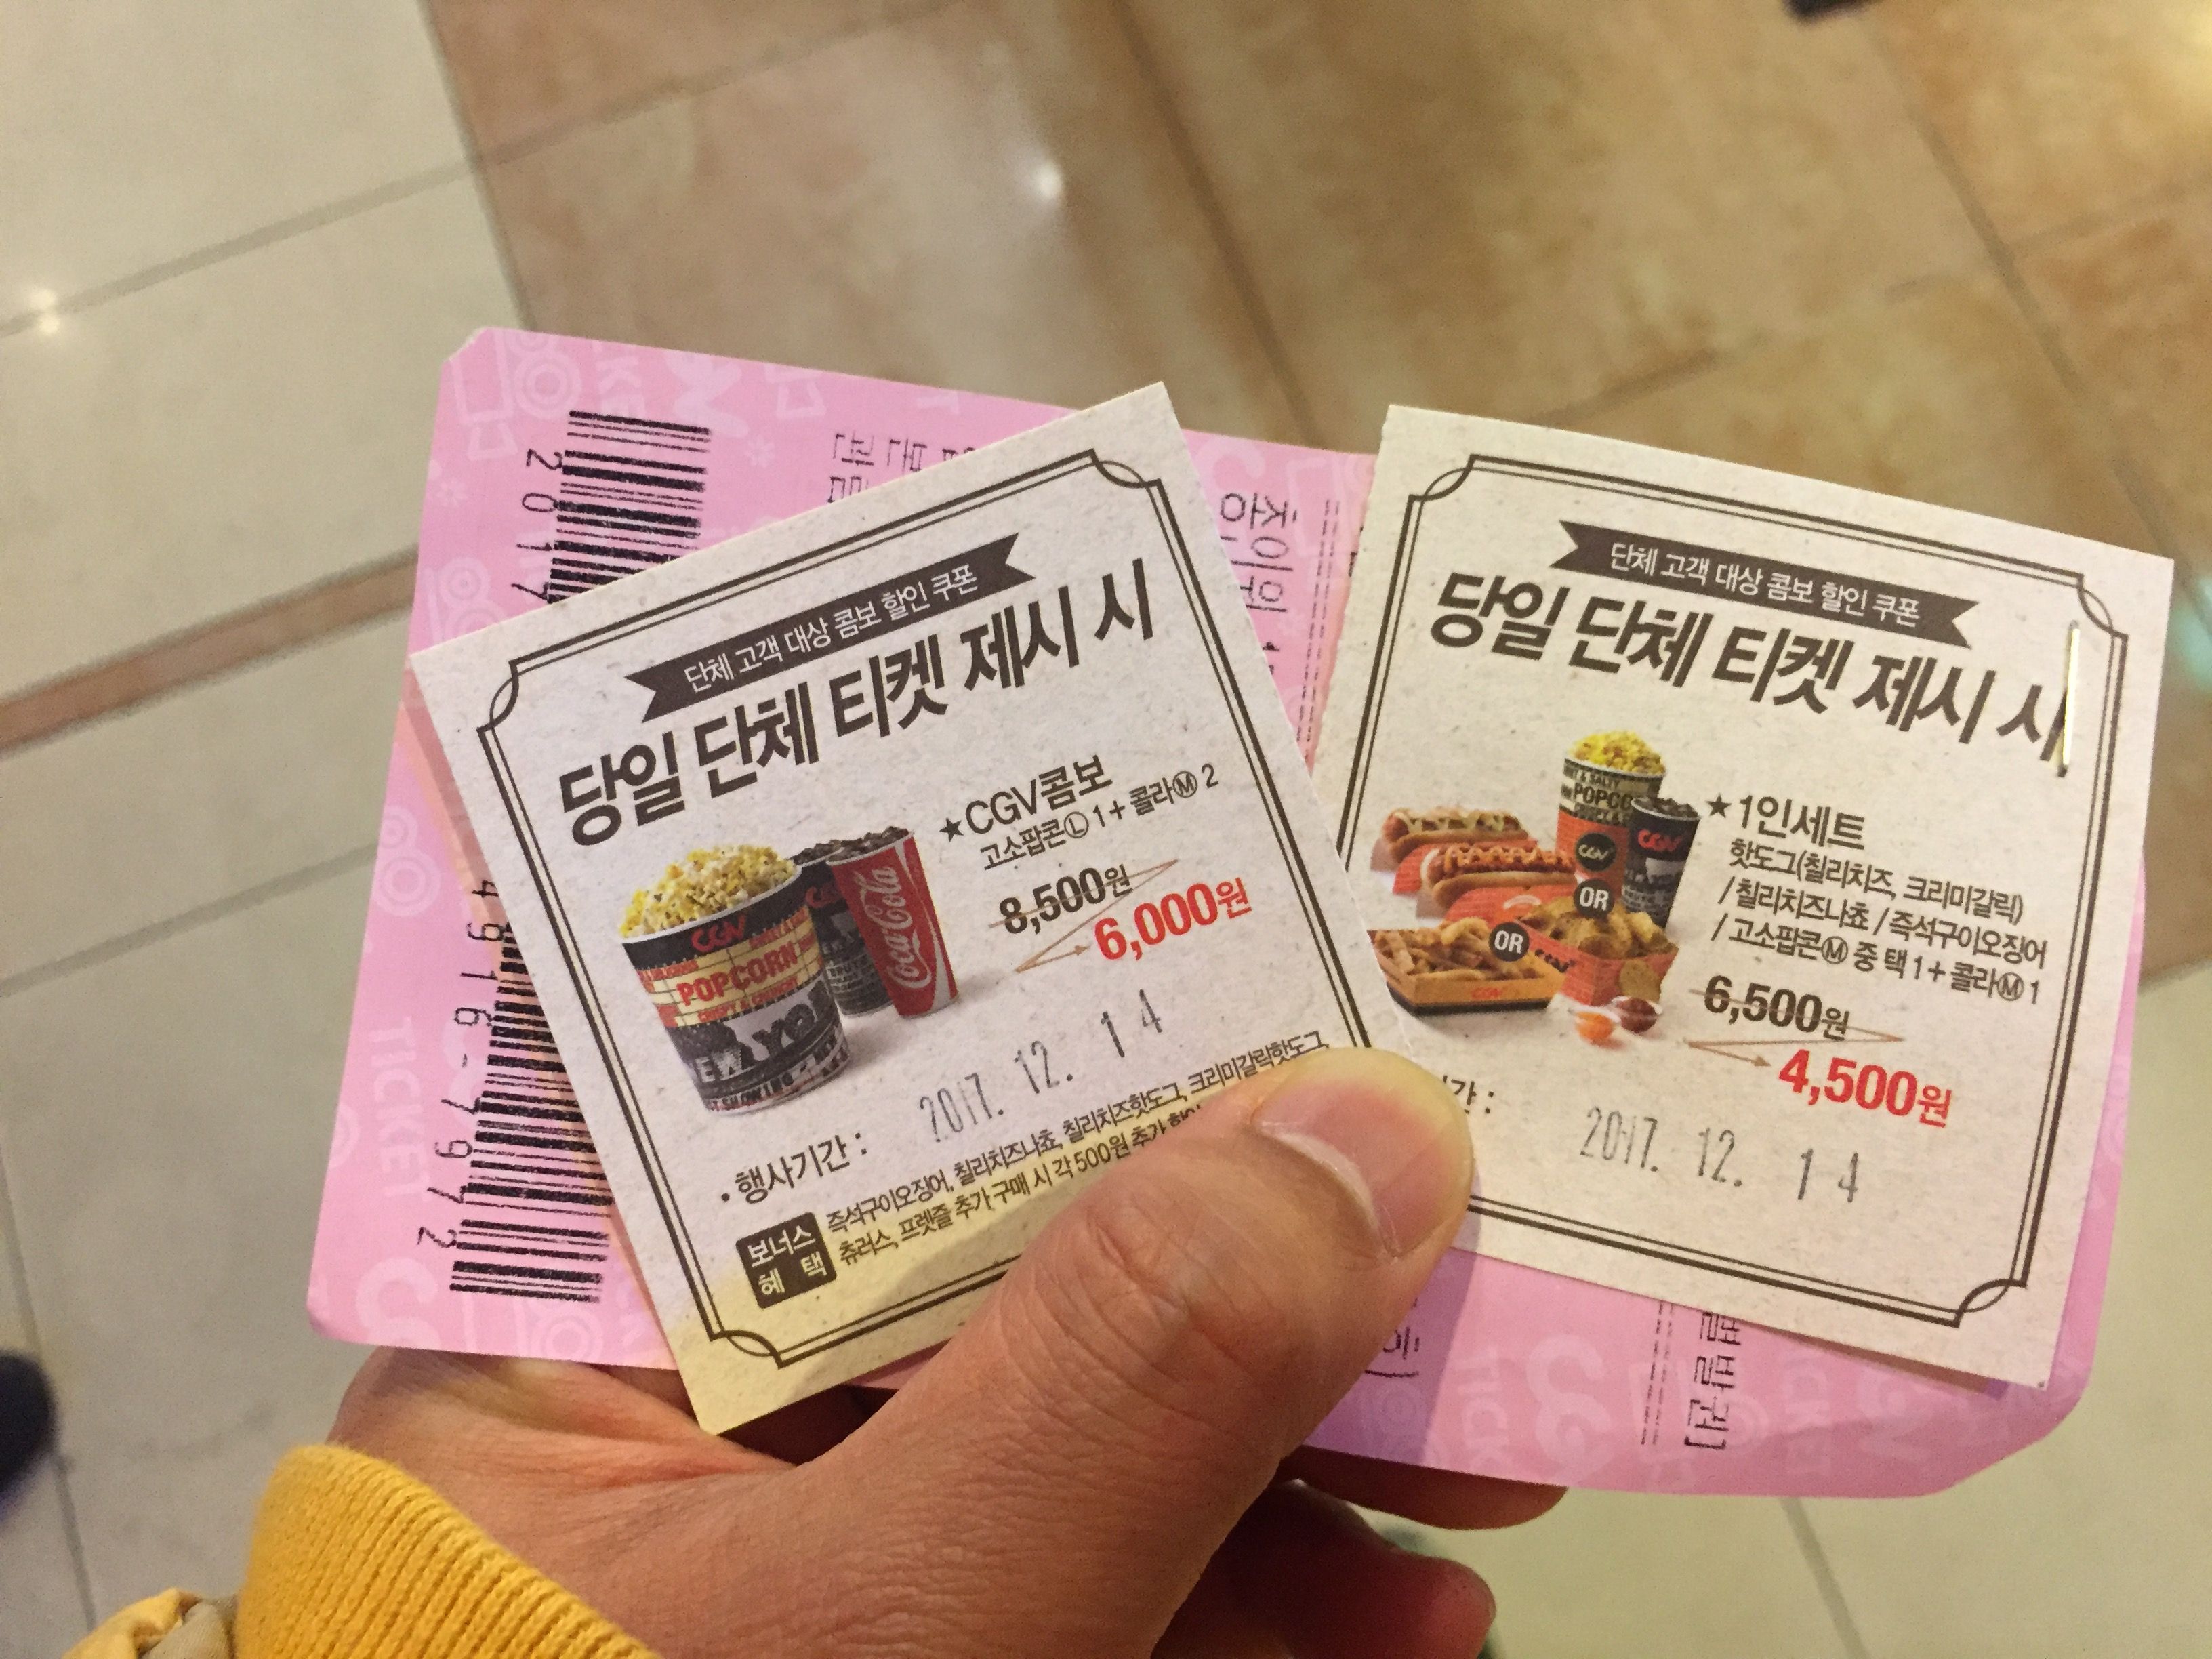 단체 고객 대상 콤보 할인 쿠폰
당일 단체 티켓 제시 시
★CGV콤보
고소팝콘Ⓛ 1 + 콜라Ⓜ 2
8,500원
6,000원
CGV
POPCORN
Coca-Cola
• 행사기간 : 2017. 12. 14
보너스
혜 택
즉석구이오징어, 칠리치즈나쵸, 칠리치즈핫도그, 크리미갈릭핫도그,
츄러스, 프렛즐 추가 구매 시 각 500원 추가
단체 고객 대상 콤보 할인 쿠폰
당일 단체 티켓 제시 시
★1인세트
핫도그(칠리치즈, 크리미갈릭)
/ 칠리치즈나쵸 / 즉석구이오징어
/ 고소팝콘Ⓜ 중 택 1 + 콜라Ⓜ 1
6,500원
4,500원
CGV
CGV
OR
OR
CGV
간 : 2017. 12. 14
총인원
발권]
TICKET